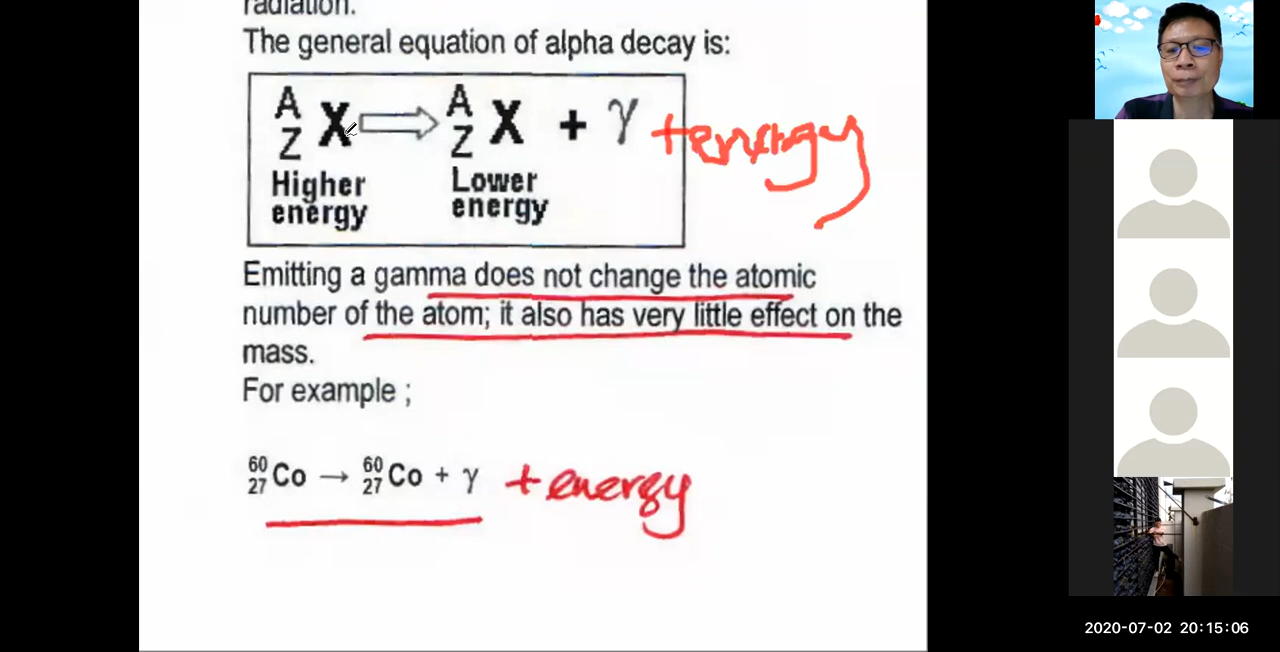 radiation.
The general equation of alpha decay is:
A
Z X ⇒ A
Z X + γ + energy
Higher
energy
Lower
energy
Emitting a gamma does not change the atomic
number of the atom; it also has very little effect on the
mass.
For example ;
60
27 Co → 60
27 Co + γ + energy
2020-07-02 20:15:06